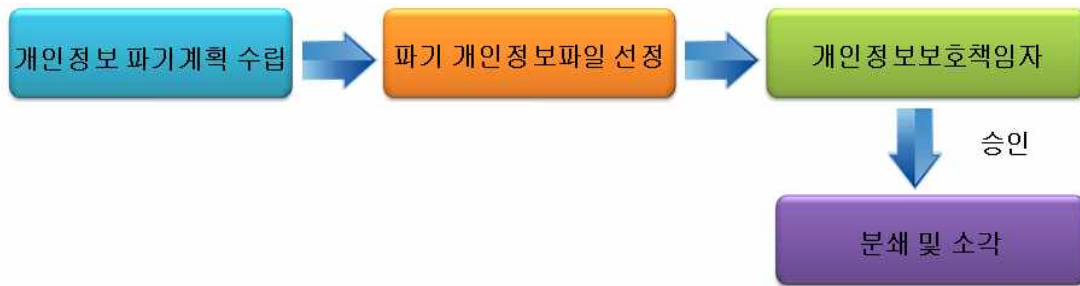 개인정보 파기계획 수립
파기 개인정보파일 선정
개인정보보호책임자
승인
분쇄 및 소각